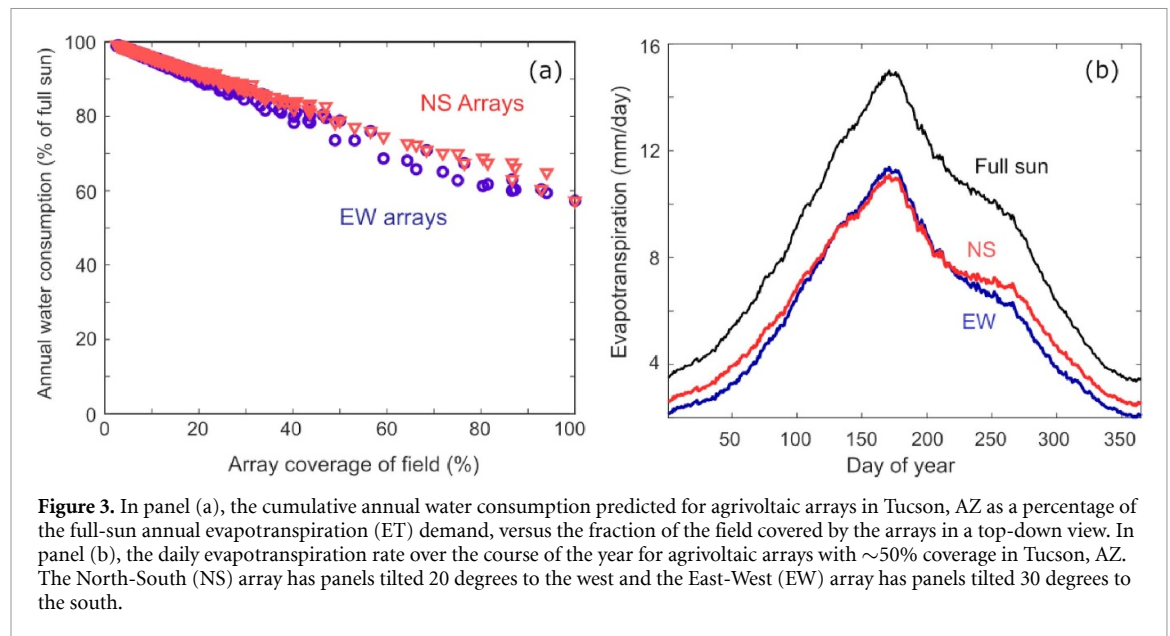 (a)
NS Arrays
EW arrays
Annual water consumption (% of full sun)
100
80
60
40
20
0
0
20
40
60
80
100
Array coverage of field (%)
(b)
Full sun
NS
EW
Evapotranspiration (mm/day)
16
12
8
4
50
100
150
200
250
300
350
Day of year
Figure 3. In panel (a), the cumulative annual water consumption predicted for agrivoltaic arrays in Tucson, AZ as a percentage of
the full-sun annual evapotranspiration (ET) demand, versus the fraction of the field covered by the arrays in a top-down view. In
panel (b), the daily evapotranspiration rate over the course of the year for agrivoltaic arrays with ∼50% coverage in Tucson, AZ.
The North-South (NS) array has panels tilted 20 degrees to the west and the East-West (EW) array has panels tilted 30 degrees to
the south.